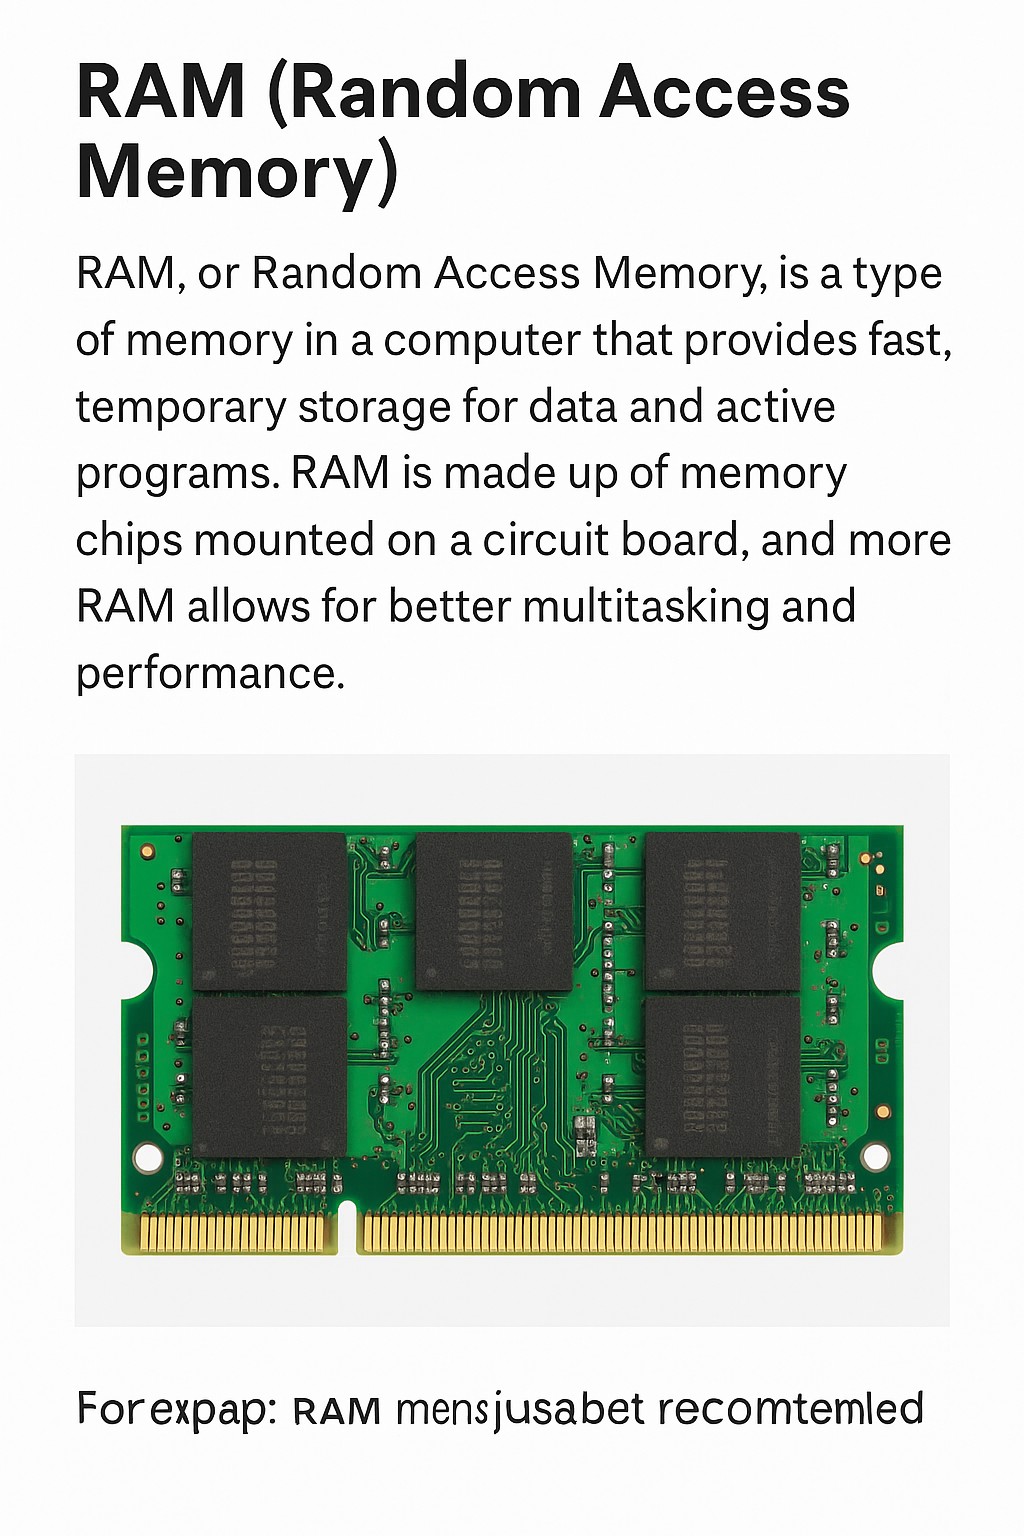 RAM (Random Access
Memory)
RAM, or Random Access Memory, is a type
of memory in a computer that provides fast,
temporary storage for data and active
programs. RAM is made up of memory
chips mounted on a circuit board, and more
RAM allows for better multitasking and
performance.
For expap: RAM mensjusabet recomtemled